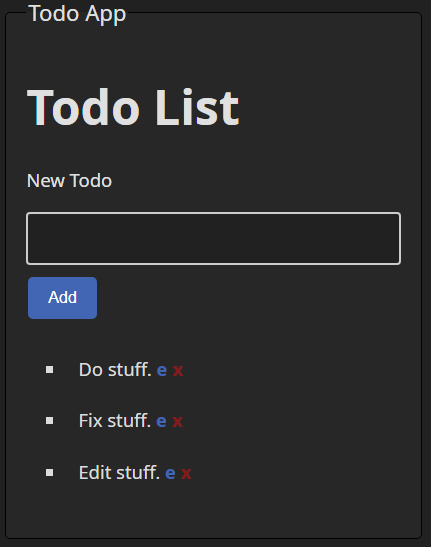 Todo App
Todo List
New Todo
Add
Do stuff. e x
Fix stuff. e x
Edit stuff. e x